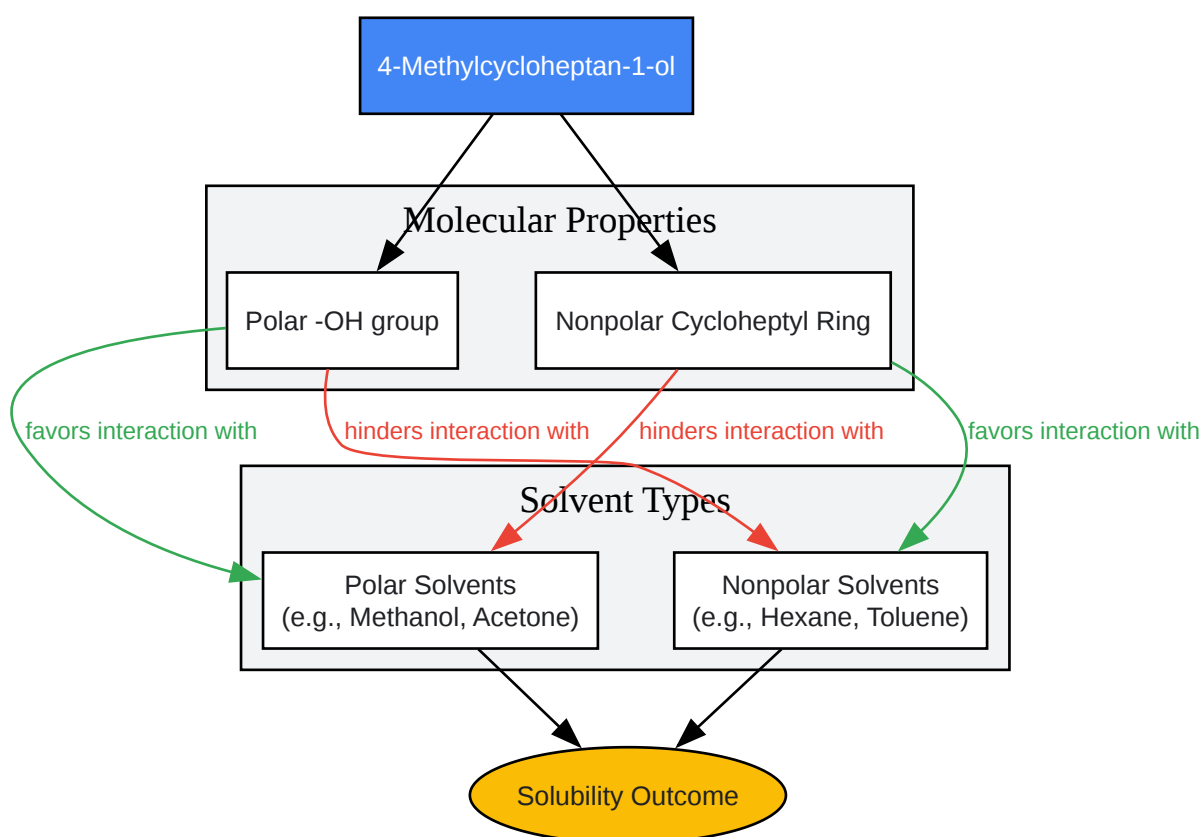 4-Methylcycloheptan-1-ol
Molecular Properties
Polar -OH group
Nonpolar Cycloheptyl Ring
favors interaction with
hinders interaction with
hinders interaction with
favors interaction with
Solvent Types
Polar Solvents
(e.g., Methanol, Acetone)
Nonpolar Solvents
(e.g., Hexane, Toluene)
Solubility Outcome